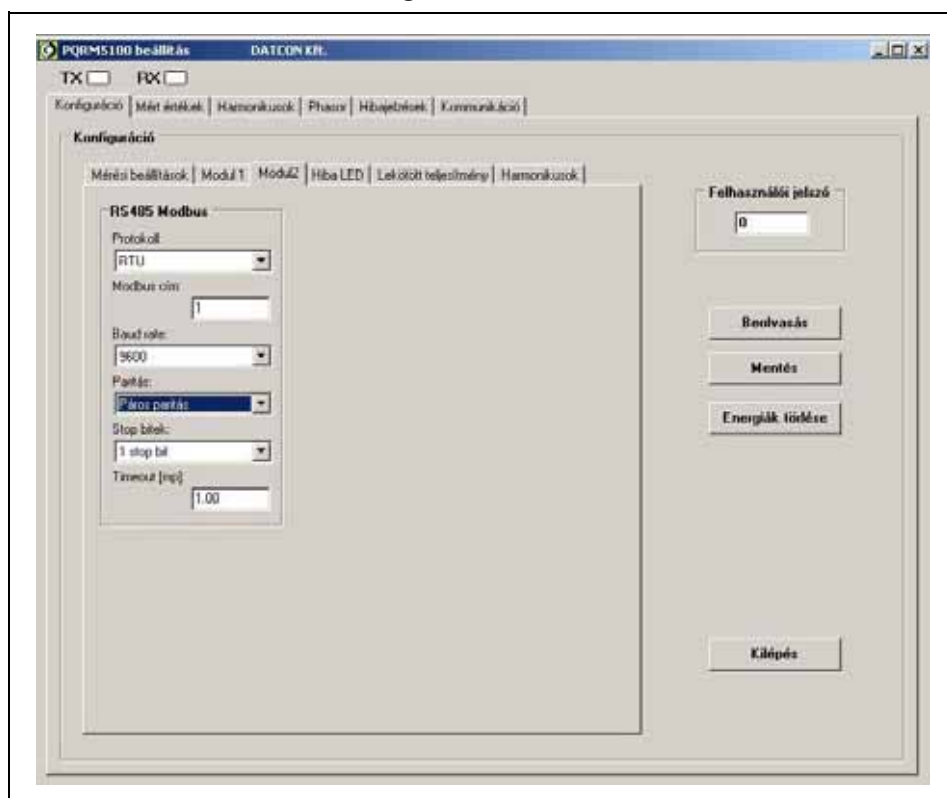 PQRM5100 beállítás DATCON Kft.
TX RX
Konfiguráció Mért értékek Harmonikusok Phasor Hibajelzések Kommunikáció
Konfiguráció
Mérési beállítások Modul 1 Modul2 Hiba LED Lekötött teljesítmény Harmonikusok
RS485 Modbus
Protokoll:
RTU
Modbus cím:
1
Baud rate:
9600
Paritás:
Páros paritás
Stop bitek:
1 stop bit
Timeout [mp]
1.00
Felhasználói jelszó
0
Beolvasás
Mentés
Energiák törlése
Kilépés